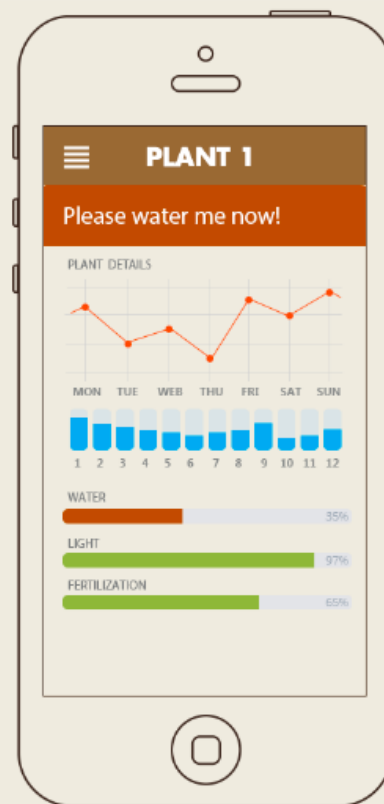 PLANT 1
Please water me now!
PLANT DETAILS
MON TUE WEB THU FRI SAT SUN
1 2 3 4 5 6 7 8 9 10 11 12
WATER
35%
LIGHT
97%
FERTILIZATION
65%